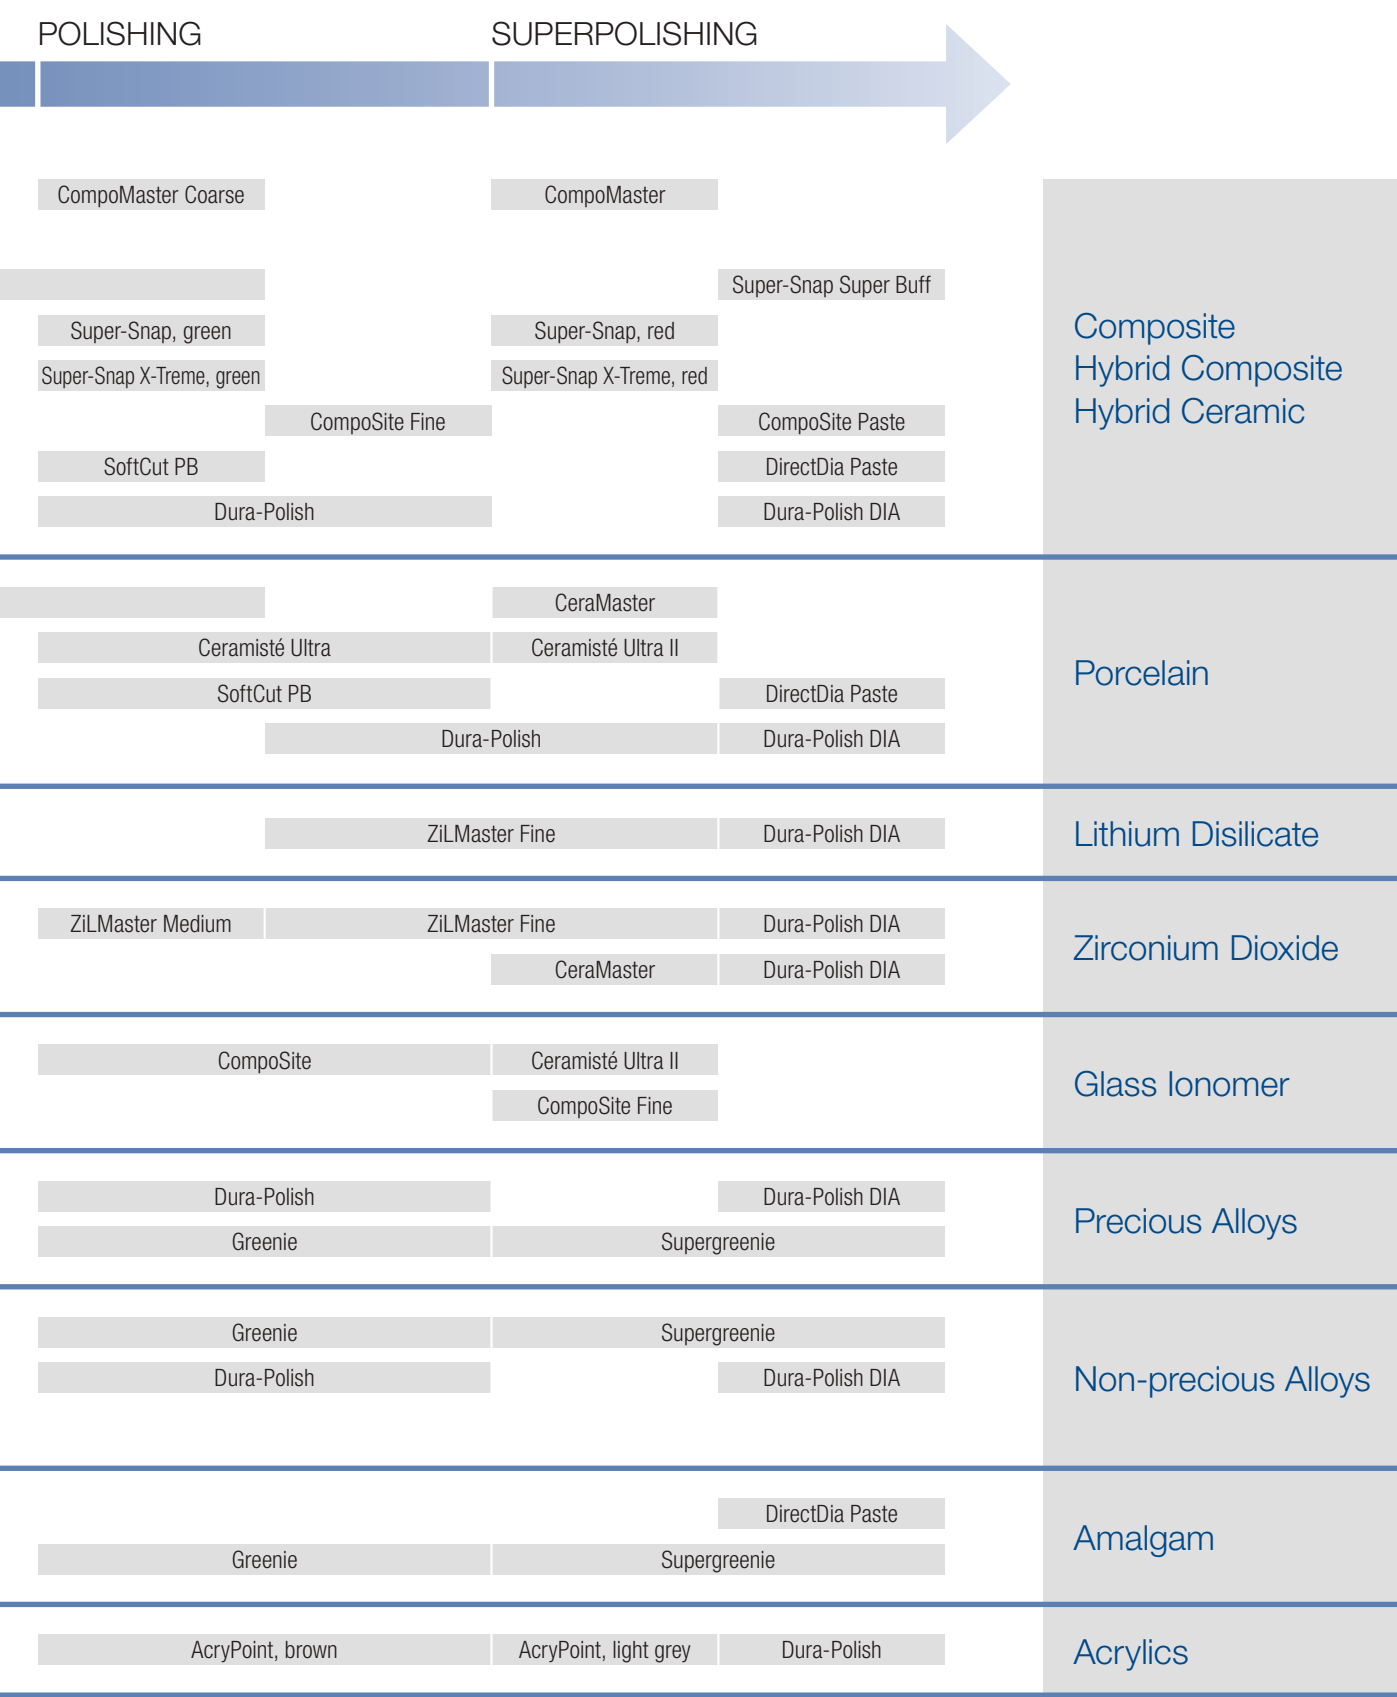 POLISHING SUPERPOLISHING
CompoMaster Coarse CompoMaster
Super-Snap Super Buff
Super-Snap, green Super-Snap, red
Super-Snap X-Treme, green Super-Snap X-Treme, red
CompoSite Fine CompoSite Paste
SoftCut PB DirectDia Paste
Dura-Polish Dura-Polish DIA
Composite
Hybrid Composite
Hybrid Ceramic
CeraMaster
Ceramisté Ultra Ceramisté Ultra II
SoftCut PB DirectDia Paste
Dura-Polish Dura-Polish DIA
Porcelain
ZiLMaster Fine Dura-Polish DIA
Lithium Disilicate
ZiLMaster Medium ZiLMaster Fine Dura-Polish DIA
CeraMaster Dura-Polish DIA
Zirconium Dioxide
CompoSite Ceramisté Ultra II
CompoSite Fine
Glass Ionomer
Dura-Polish Dura-Polish DIA
Greenie Supergreenie
Precious Alloys
Greenie Supergreenie
Dura-Polish Dura-Polish DIA
Non-precious Alloys
DirectDia Paste
Greenie Supergreenie
Amalgam
AcryPoint, brown AcryPoint, light grey Dura-Polish
Acrylics